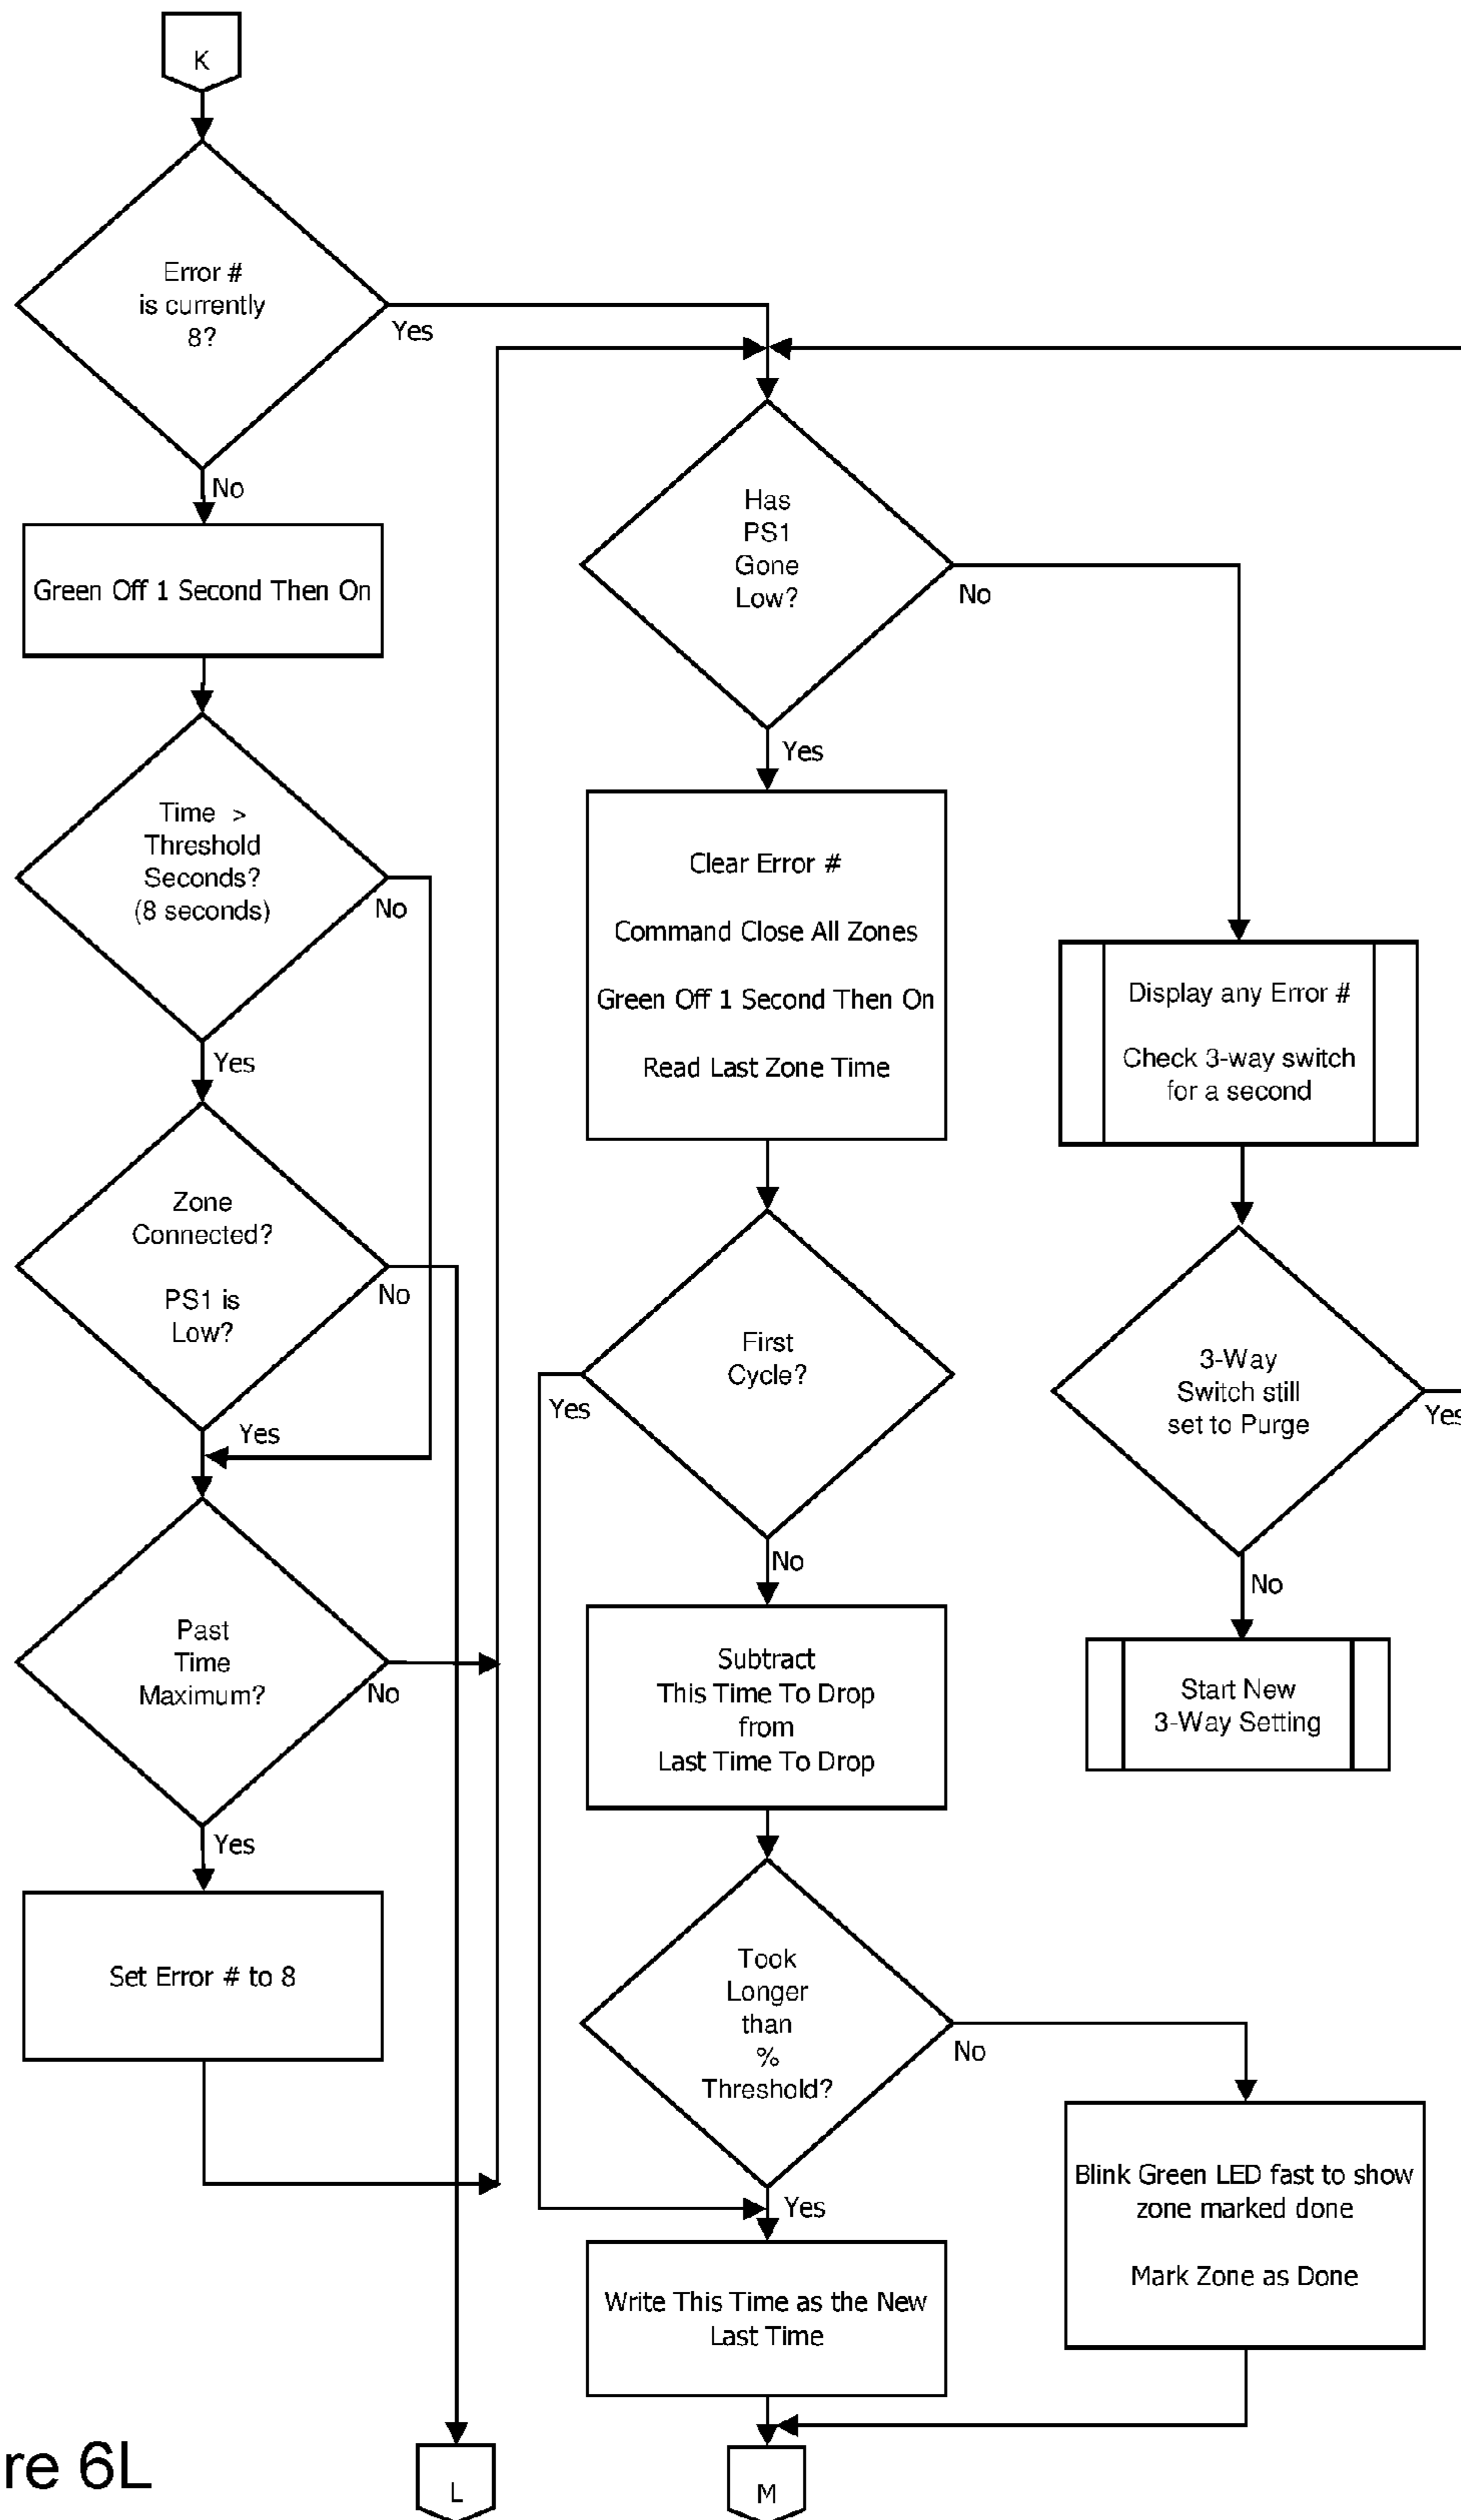 K
Error #
is currently
8?
Yes
No
Green Off 1 Second Then On
Time >
Threshold
Seconds?
(8 seconds)
No
Yes
Zone
Connected?
PS1 is
Low?
No
Yes
Past
Time
Maximum?
No
Yes
Set Error # to 8
L
Has
PS1
Gone
Low?
No
Yes
Clear Error #
Command Close All Zones
Green Off 1 Second Then On
Read Last Zone Time
First
Cycle?
Yes
No
Subtract
This Time To Drop
from
Last Time To Drop
Took
Longer
than
%
Threshold?
No
Yes
Write This Time as the New
Last Time
M
Display any Error #
Check 3-way switch
for a second
3-Way
Switch still
set to Purge
Yes
No
Start New
3-Way Setting
Blink Green LED fast to show
zone marked done
Mark Zone as Done
re 6L